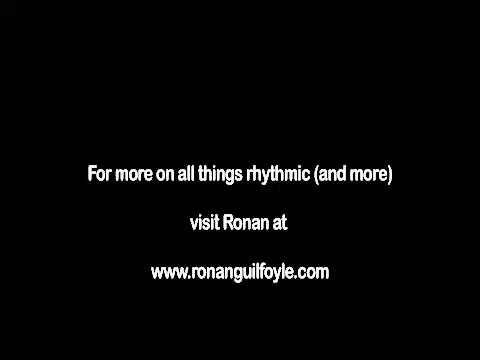 For more on all things rhythmic (and more)
visit Ronan at
www.ronanguilfoyle.com